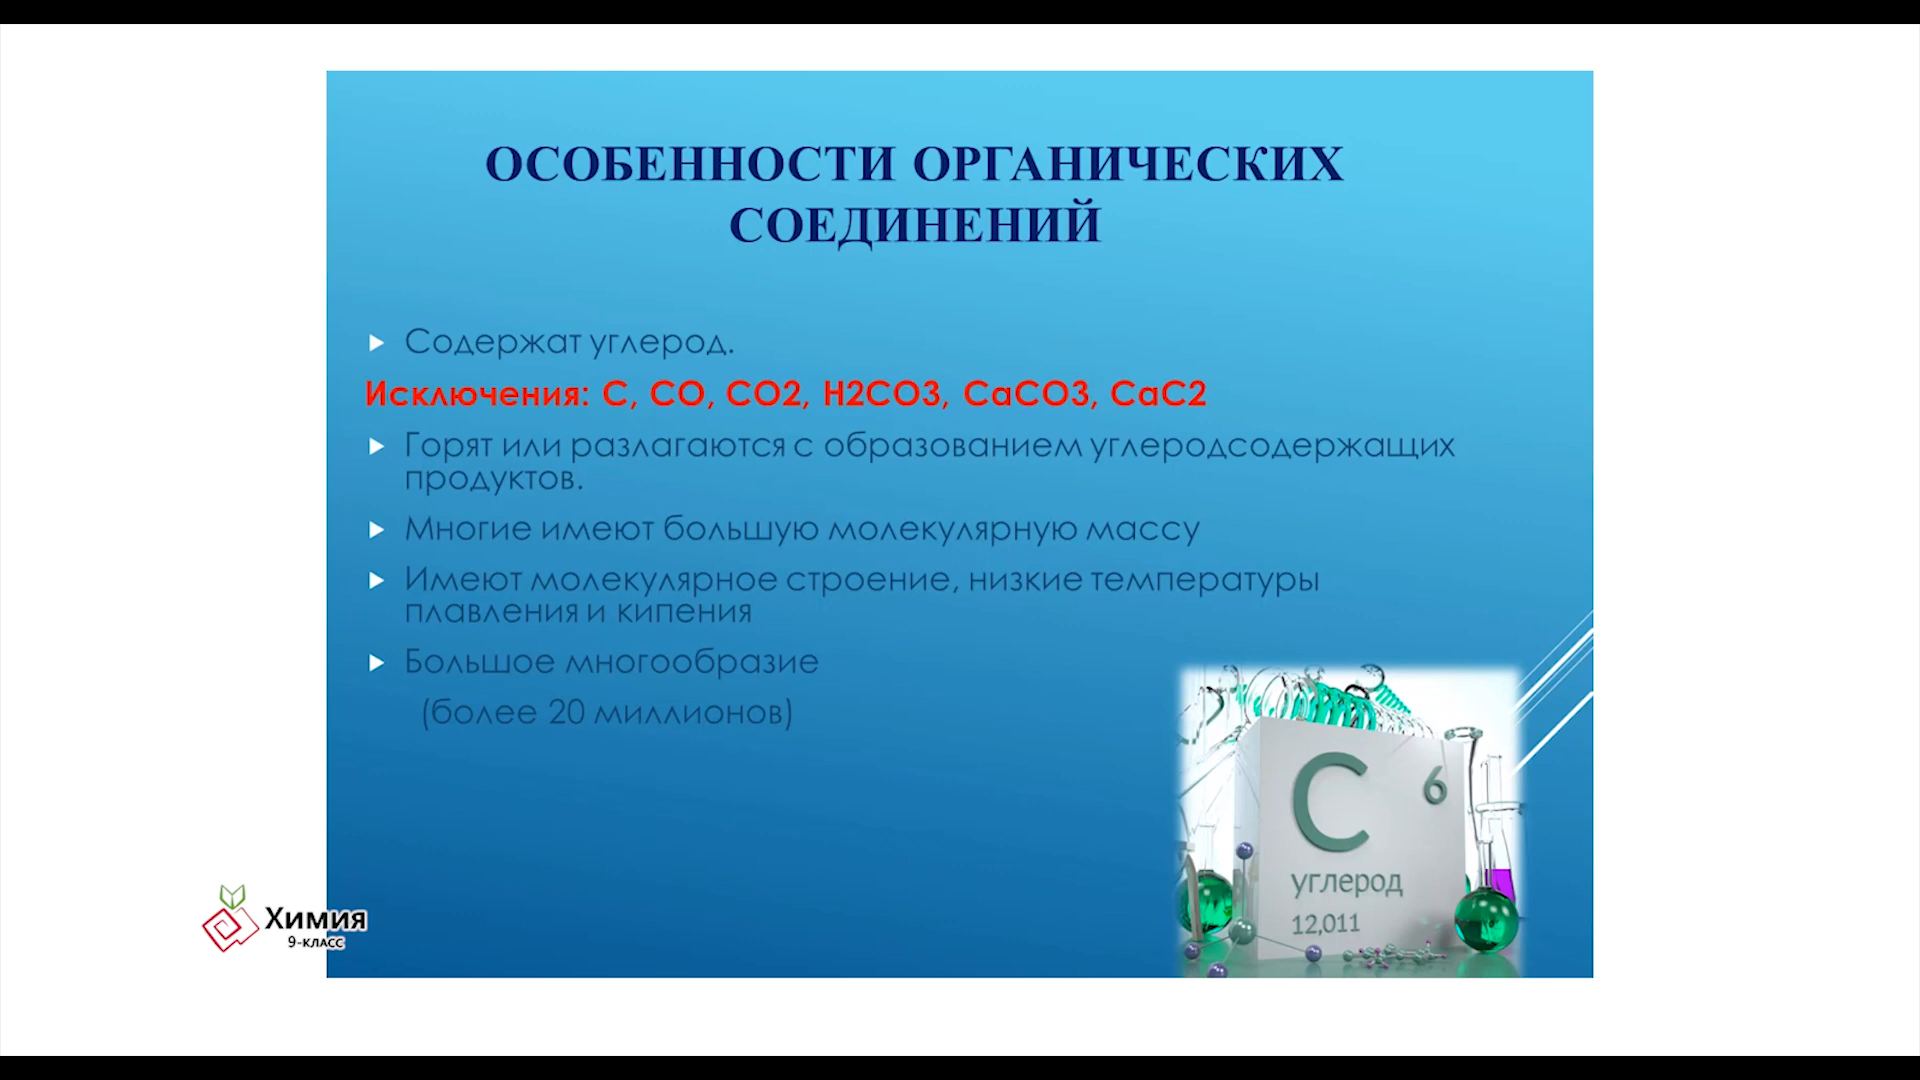 ОСОБЕННОСТИ ОРГАНИЧЕСКИХ
СОЕДИНЕНИЙ
Содержат углерод.
Исключения: C, CO, CO2, H2CO3, CaCO3, CaC2
Горят или разлагаются с образованием углеродсодержащих
продуктов.
Многие имеют большую молекулярную массу
Имеют молекулярное строение, низкие температуры
плавления и кипения
Большое многообразие
(более 20 миллионов)
C 6
углерод
12,011
Химия
9-класс